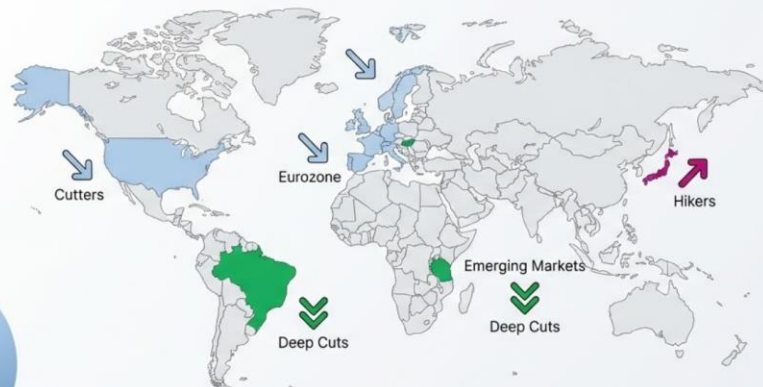 Cutters
Eurozone
Hikers
Emerging Markets
Deep Cuts
Deep Cuts